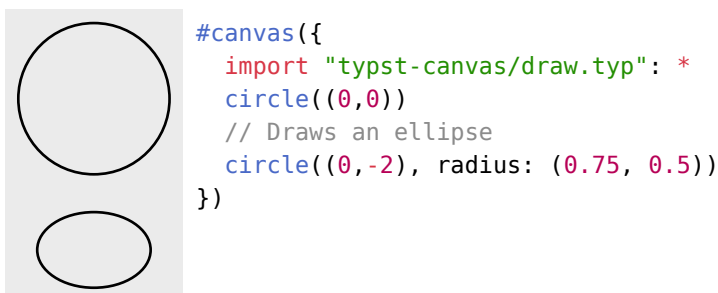 #canvas({
  import "typst-canvas/draw.typ": *
  circle((0,0))
  // Draws an ellipse
  circle((0,-2), radius: (0.75, 0.5))
})